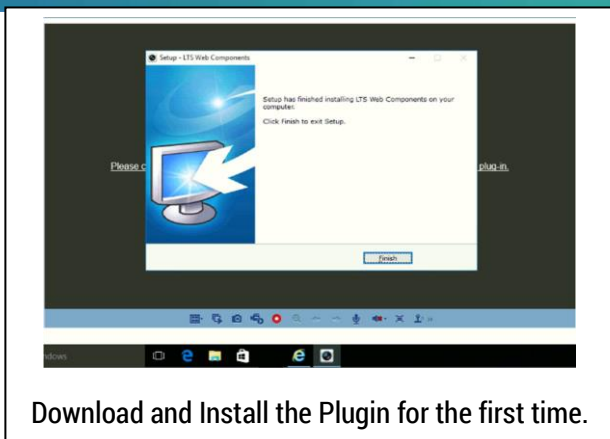 Setup - LTS Web Components
Setup has finished installing LTS Web Components on your
computer.
Click Finish to exit Setup.
Please c
plug-in.
Finish
ndows
Download and Install the Plugin for the first time.